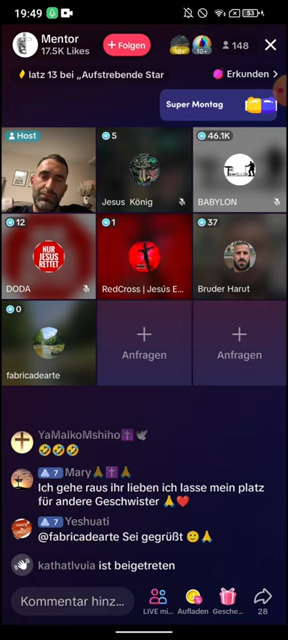 19:49
53
Mentor
17.5K Likes
+ Folgen
148
latz 13 bei „Aufstrebende Star
Erkunden >
Super Montag
Host
5
46.1K
Jesus König
BABYLON
12
1
37
NUR
JESUS
RETTET
DODA
RedCross | Jesús E...
Bruder Harut
0
fabricadearte
Anfragen
Anfragen
YaMalkoMshiho✝️🕊
🤣🤣🤣
7 Mary🙏✝️🙏
Ich gehe raus ihr lieben ich lasse mein platz
für andere Geschwister 🙏❤️
7 Yeshuati
@fabricadearte Sei gegrüßt 🙂🙏
kathatlvuia ist beigetreten
Kommentar hinz...
LIVE mi...
Aufladen
Gesche...
28